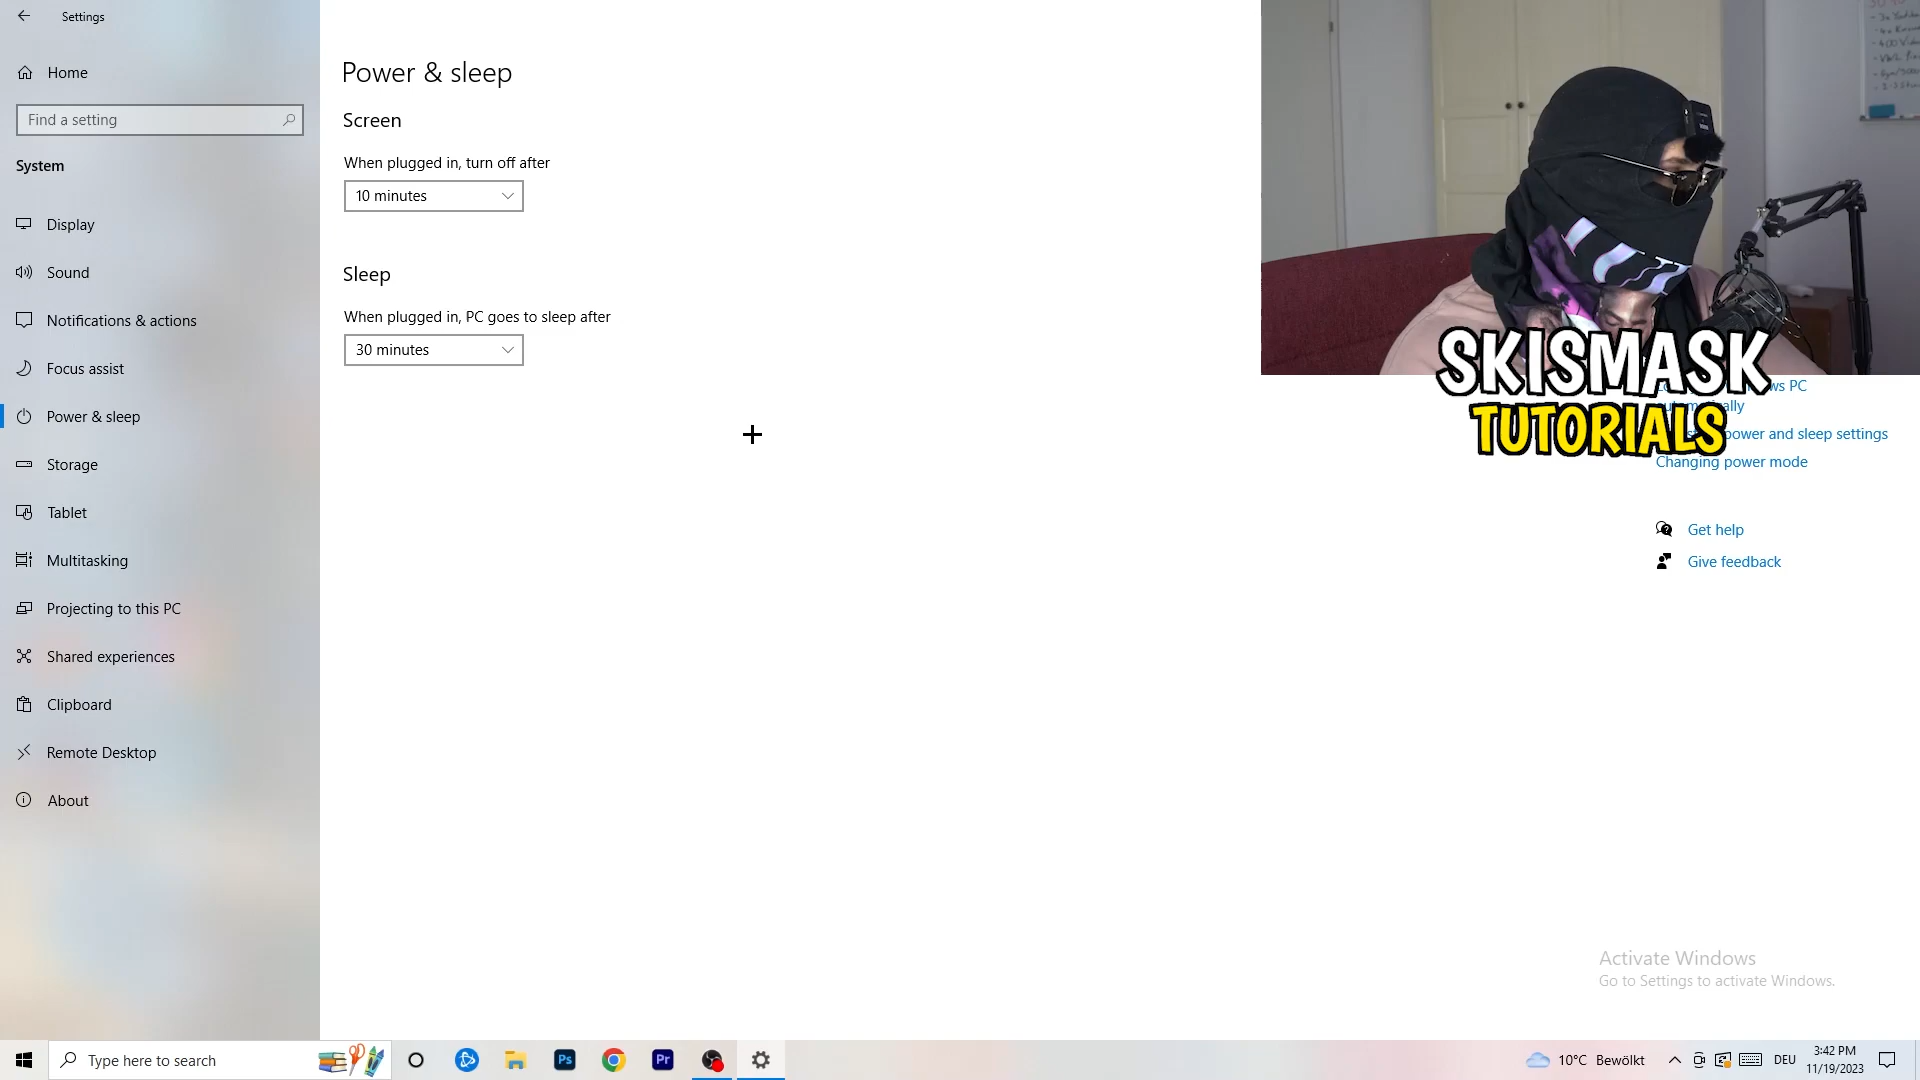 Settings
Home
Find a setting
System
Display
Sound
Notifications & actions
Focus assist
Power & sleep
Storage
Tablet
Multitasking
Projecting to this PC
Shared experiences
Clipboard
Remote Desktop
About
Power & sleep
Screen
When plugged in, turn off after
10 minutes
Sleep
When plugged in, PC goes to sleep after
30 minutes
SKISMASK
TUTORIALS
PC
power and sleep settings
Changing power mode
Get help
Give feedback
Activate Windows
Go to Settings to activate Windows.
Type here to search
Ps
Pr
10°C Bewölkt
DEU
3:42 PM
11/19/2023